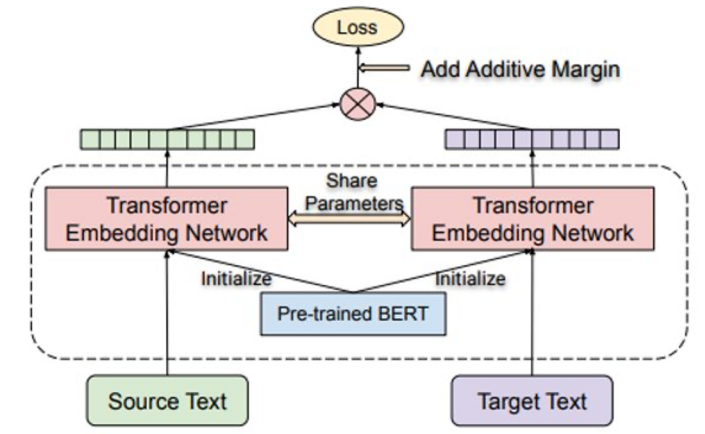 Loss
Add Additive Margin
Transformer
Embedding Network
Share
Parameters
Transformer
Embedding Network
Initialize
Initialize
Pre-trained BERT
Source Text
Target Text